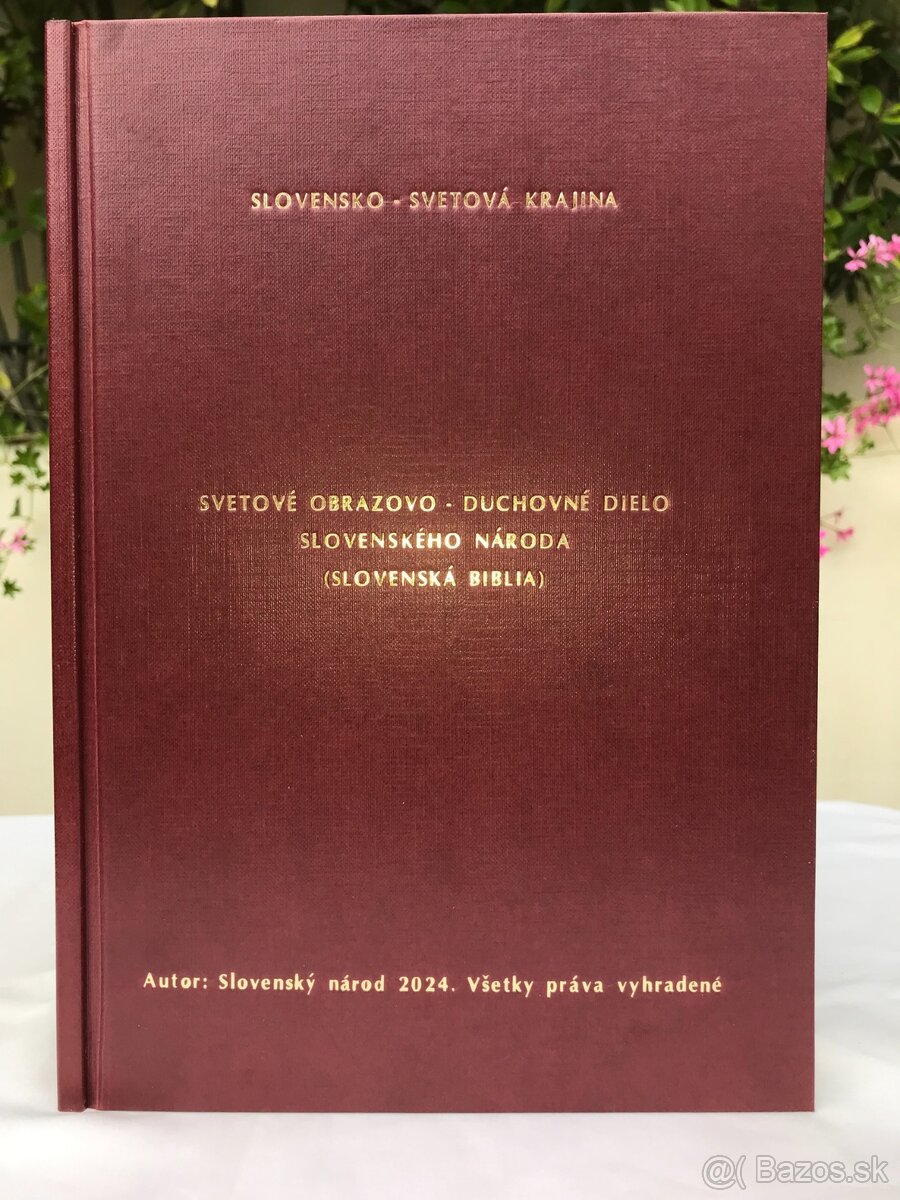 SLOVENSKO - SVETOVÁ KRAJINA
SVETOVÉ OBRAZOVO - DUCHOVNÉ DIELO
SLOVENSKÉHO NÁRODA
(SLOVENSKÁ BIBLIA)
Autor: Slovenský národ 2024. Všetky práva vyhradené
@( Bazos.sk